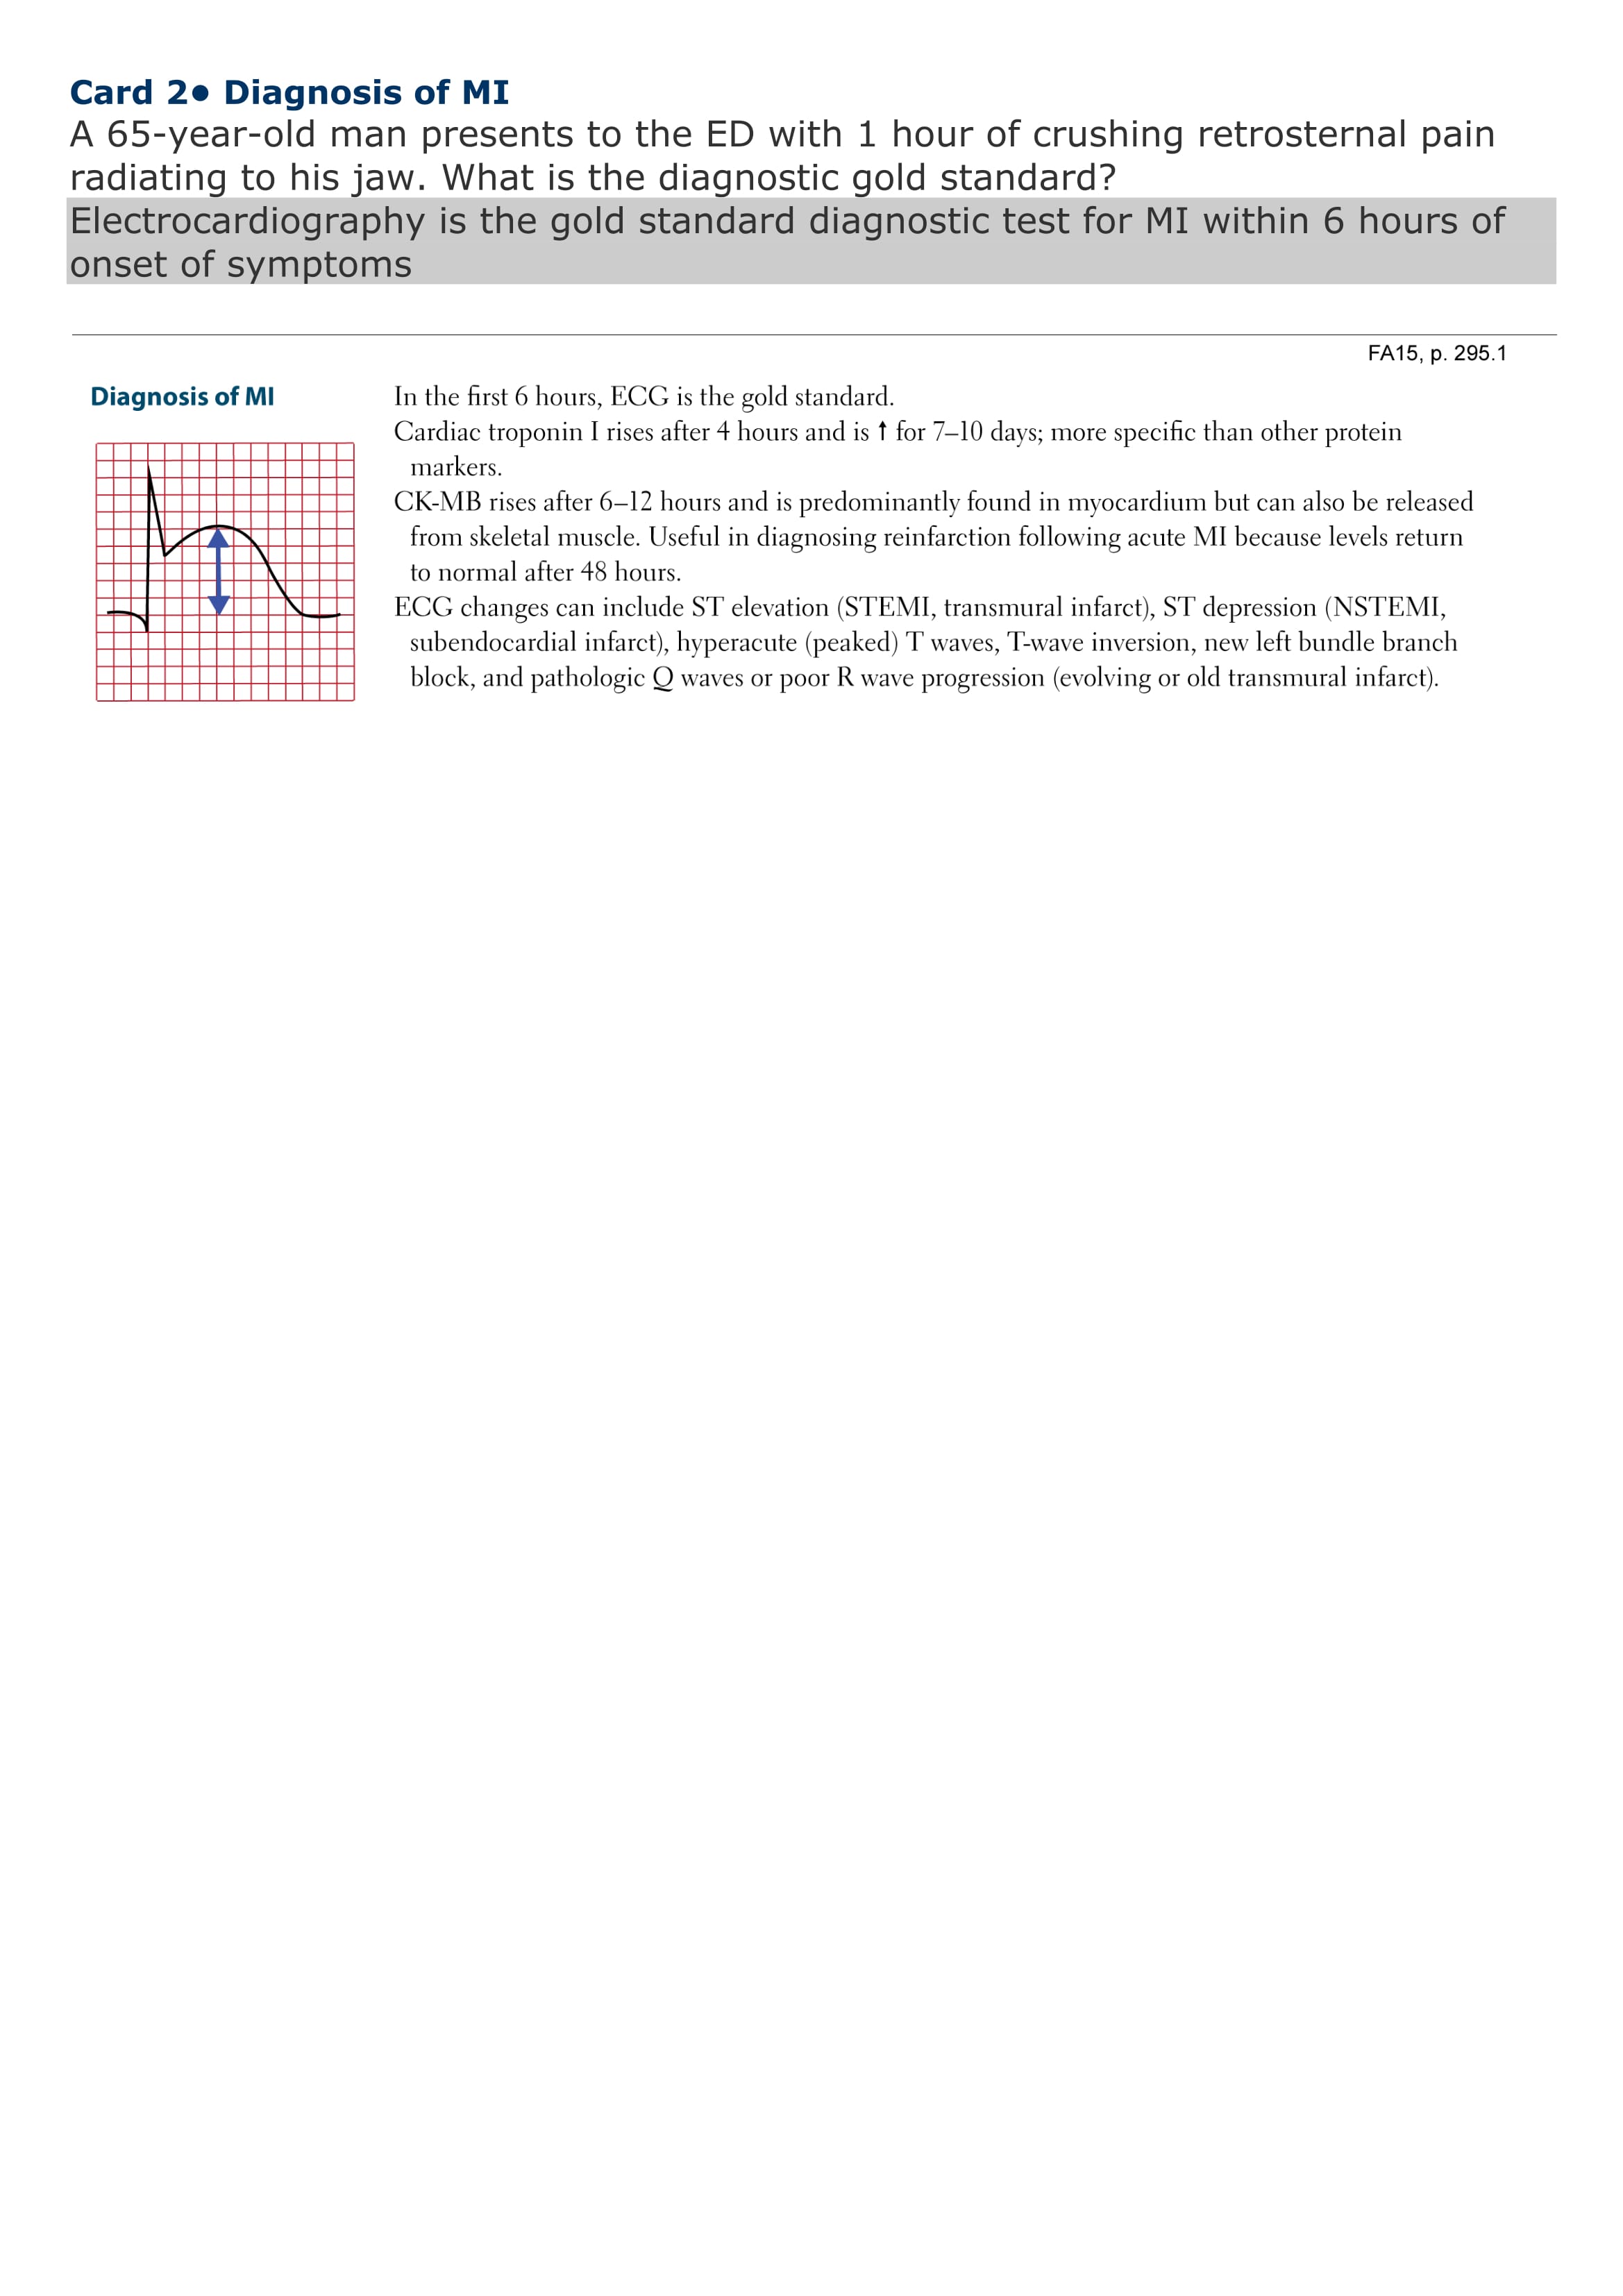 Card 2● Diagnosis of MI
A 65-year-old man presents to the ED with 1 hour of crushing retrosternal pain
radiating to his jaw. What is the diagnostic gold standard?
Electrocardiography is the gold standard diagnostic test for MI within 6 hours of
onset of symptoms
FA15, p. 295.1
Diagnosis of MI
In the first 6 hours, ECG is the gold standard.
Cardiac troponin I rises after 4 hours and is ↑ for 7–10 days; more specific than other protein
markers.
CK-MB rises after 6–12 hours and is predominantly found in myocardium but can also be released
from skeletal muscle. Useful in diagnosing reinfarction following acute MI because levels return
to normal after 48 hours.
ECG changes can include ST elevation (STEMI, transmural infarct), ST depression (NSTEMI,
subendocardial infarct), hyperacute (peaked) T waves, T-wave inversion, new left bundle branch
block, and pathologic Q waves or poor R wave progression (evolving or old transmural infarct).